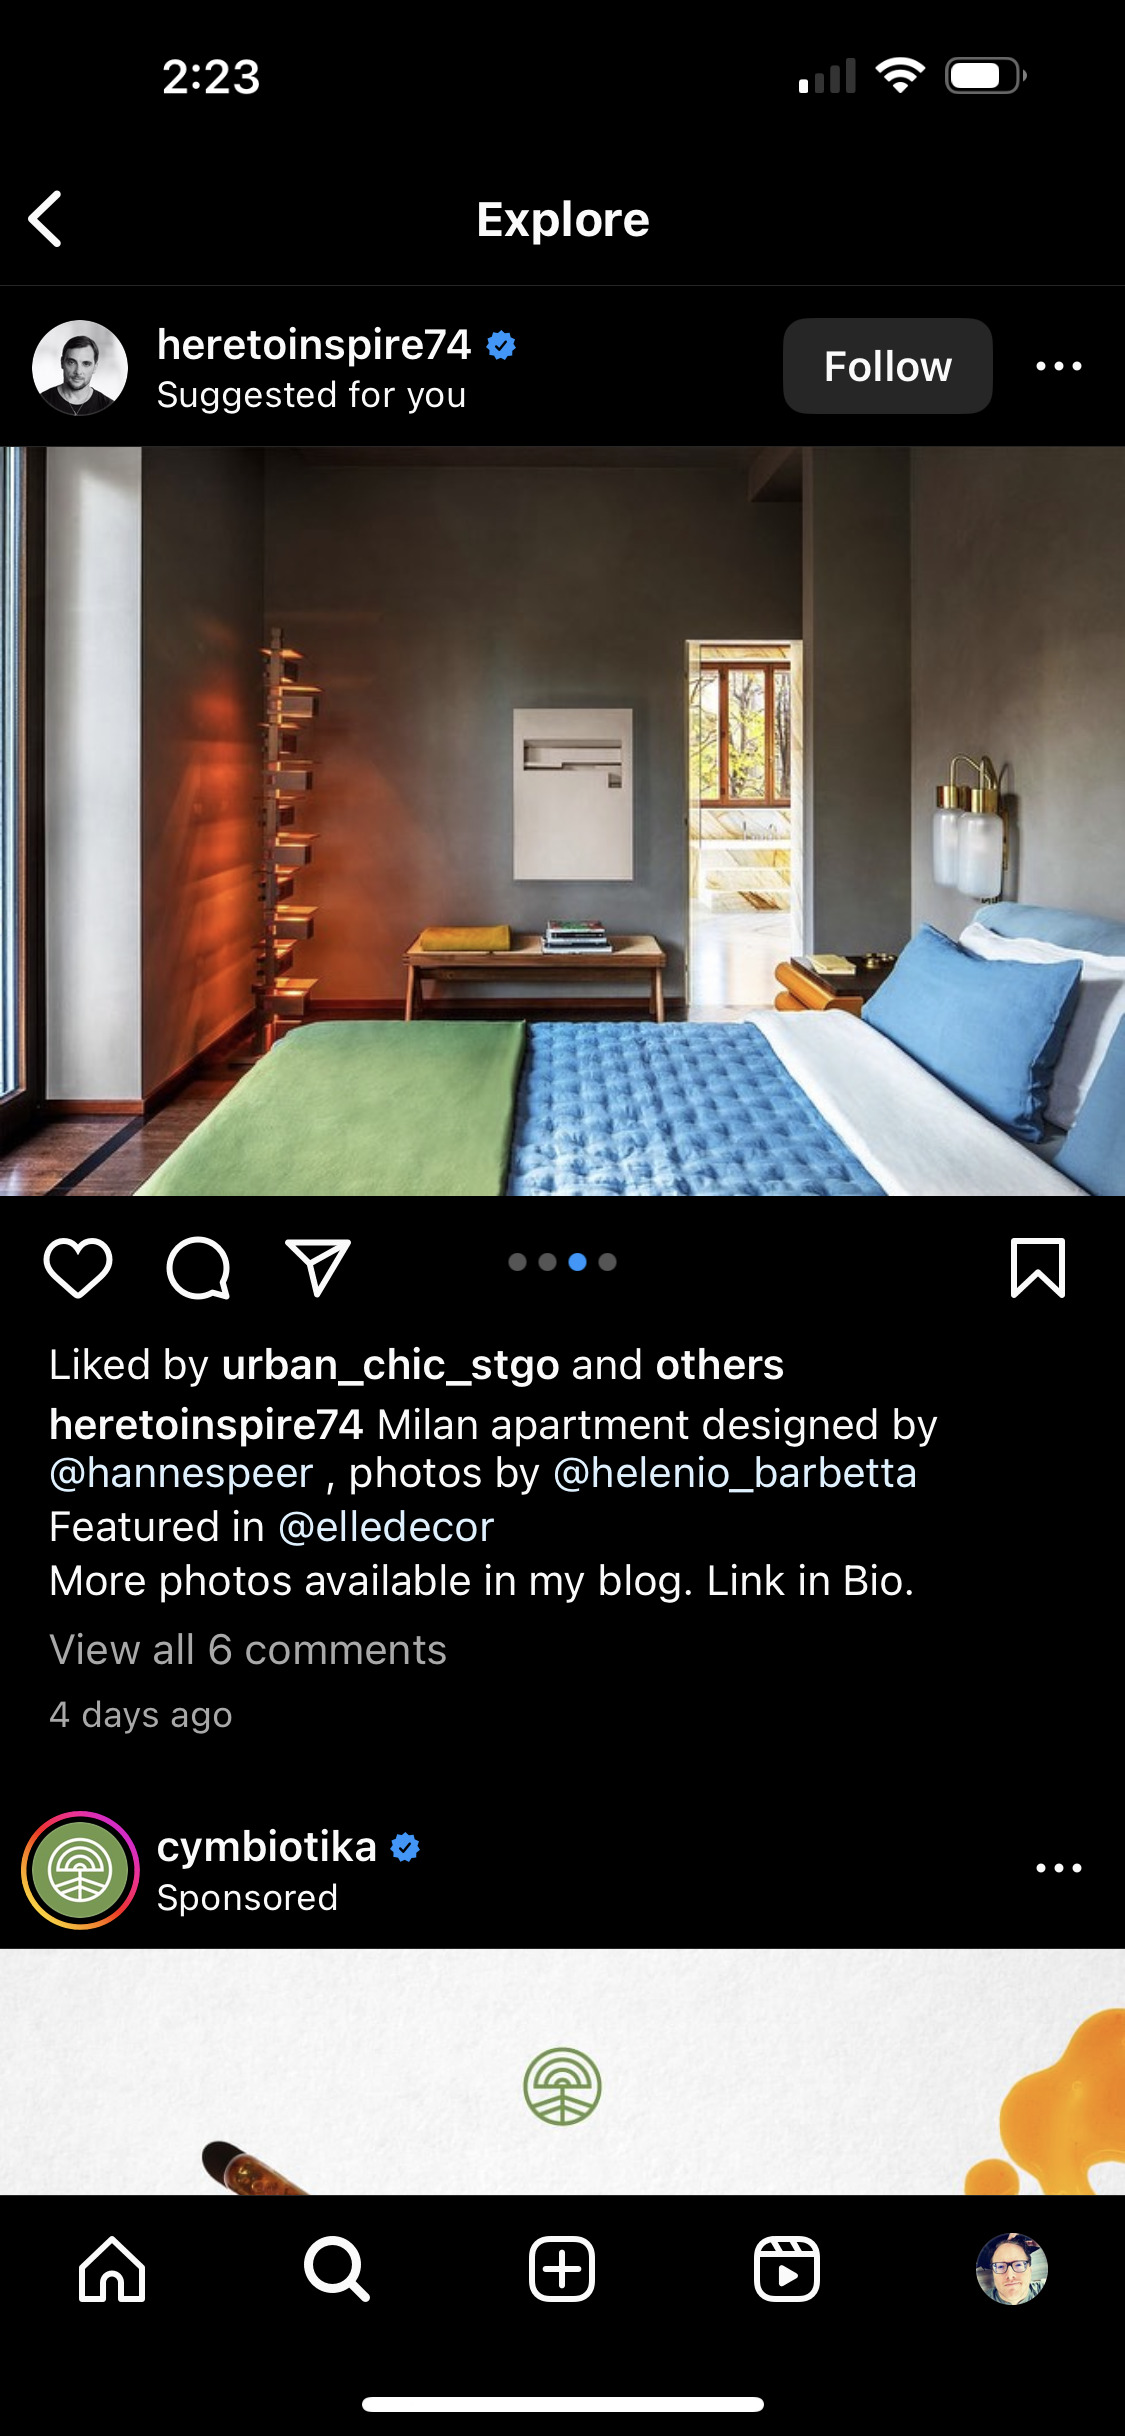 2:23
Explore
heretoinspire74
Suggested for you
Follow
Liked by urban_chic_stgo and others
heretoinspire74 Milan apartment designed by
@hannespeer , photos by @helenio_barbetta
Featured in @elledecor
More photos available in my blog. Link in Bio.
View all 6 comments
4 days ago
cymbiotika
Sponsored